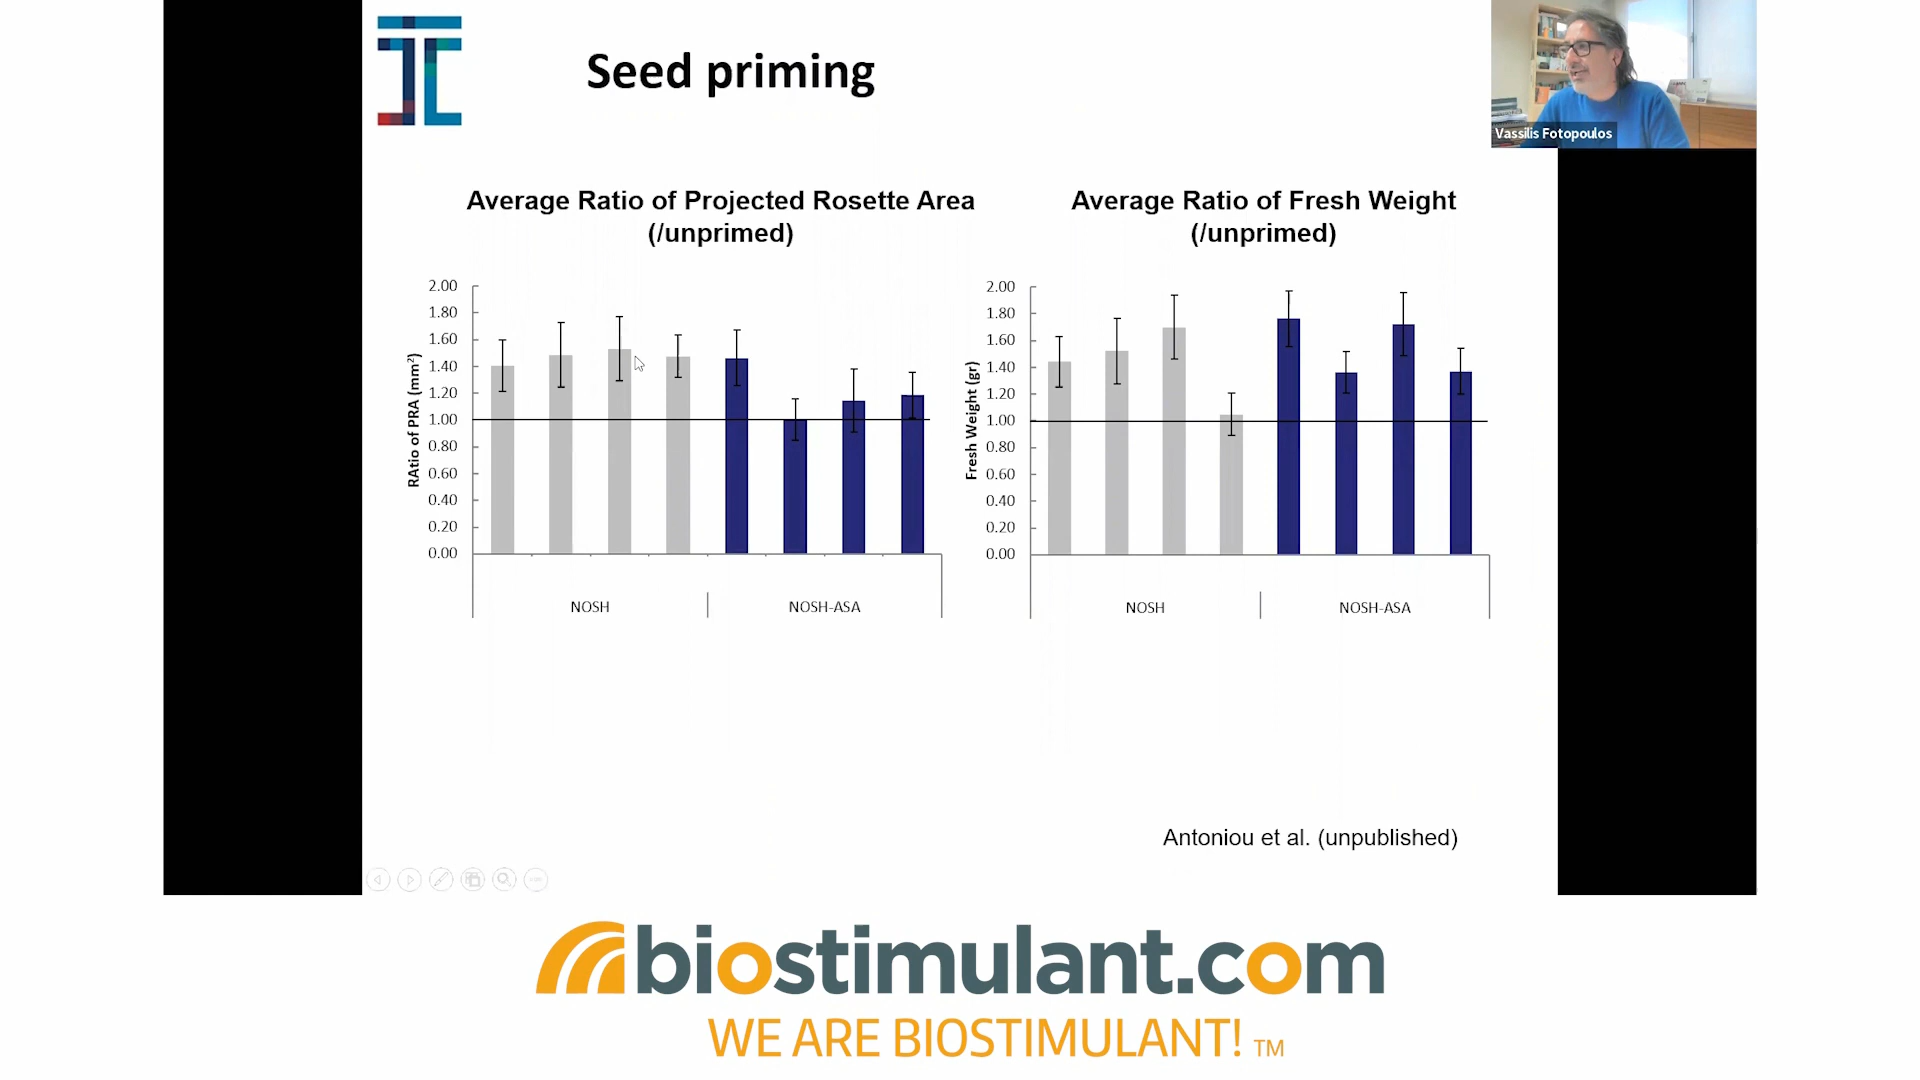 Seed priming
Vassilis Fotopoulos
Average Ratio of Projected Rosette Area
(/unprimed)
RAtio of PRA (mm²)
2.00
1.80
1.60
1.40
1.20
1.00
0.80
0.60
0.40
0.20
0.00
NOSH
NOSH-ASA
Average Ratio of Fresh Weight
(/unprimed)
Fresh Weight (gr)
2.00
1.80
1.60
1.40
1.20
1.00
0.80
0.60
0.40
0.20
0.00
NOSH
NOSH-ASA
Antoniou et al. (unpublished)
biostimulant.com
WE ARE BIOSTIMULANT! TM